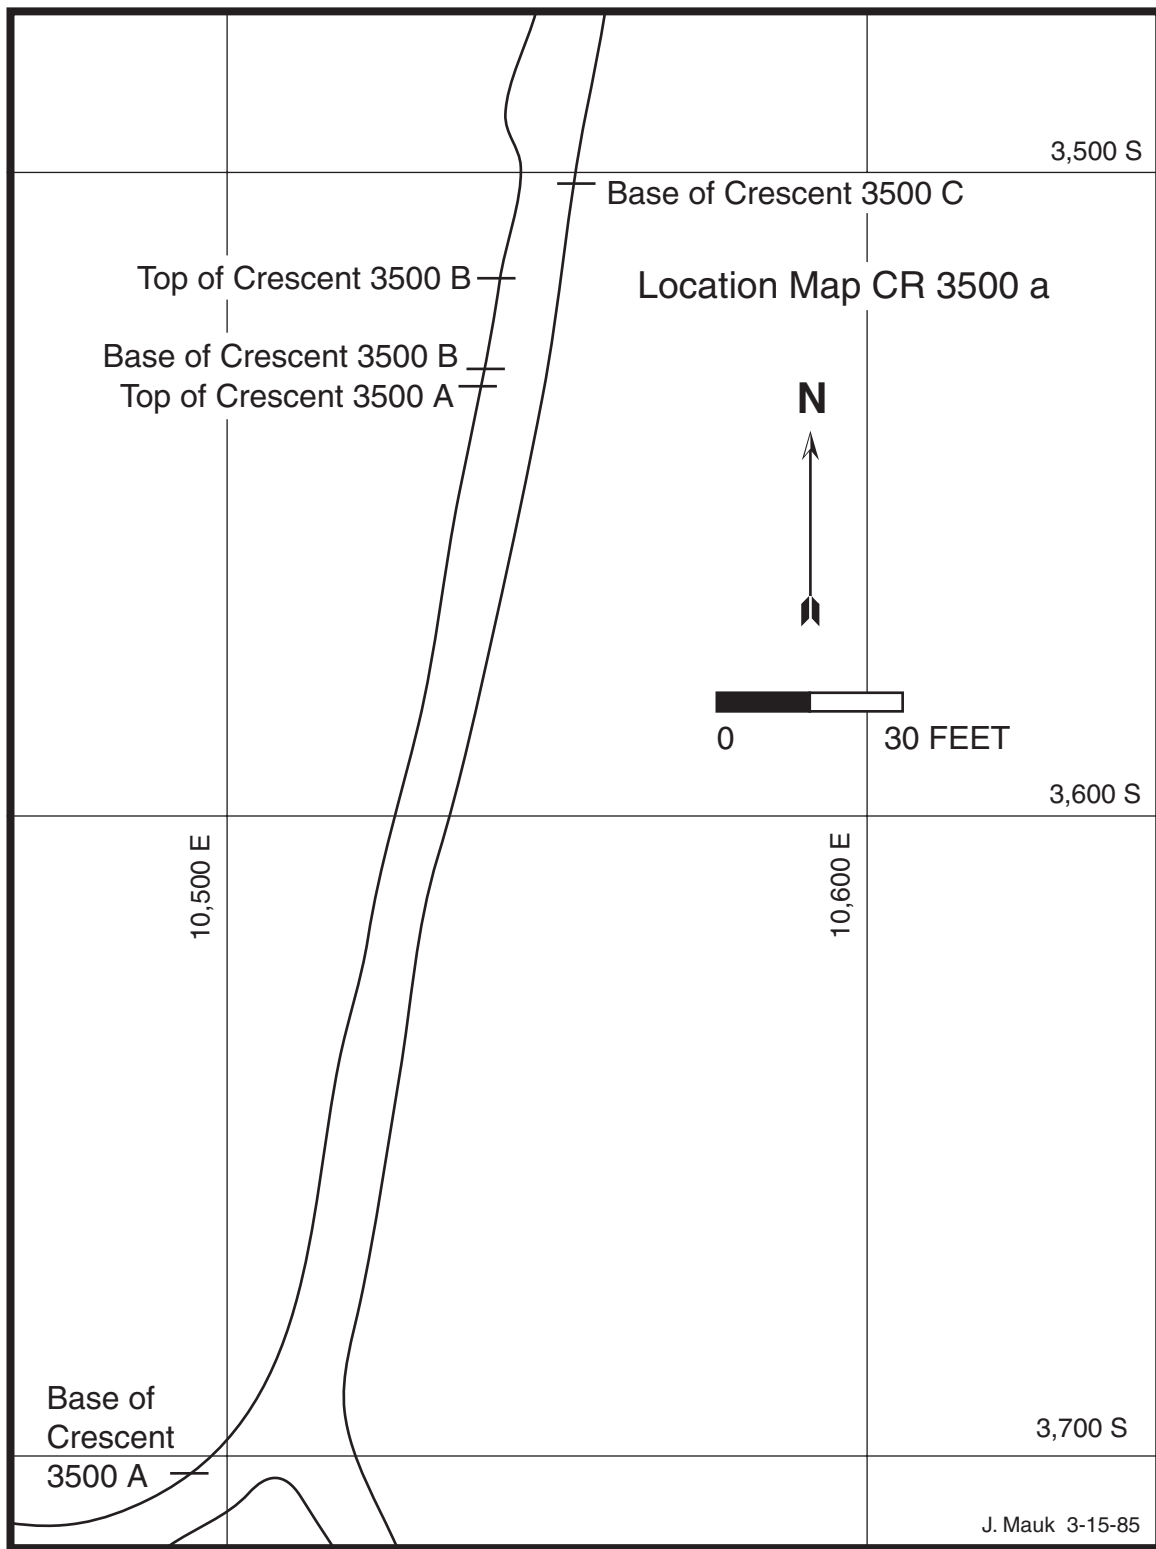 3,500 S
Base of Crescent 3500 C
Top of Crescent 3500 B
Location Map CR 3500 a
Base of Crescent 3500 B
Top of Crescent 3500 A
N
0 30 FEET
3,600 S
10,500 E
10,600 E
Base of
Crescent
3500 A
3,700 S
J. Mauk 3-15-85